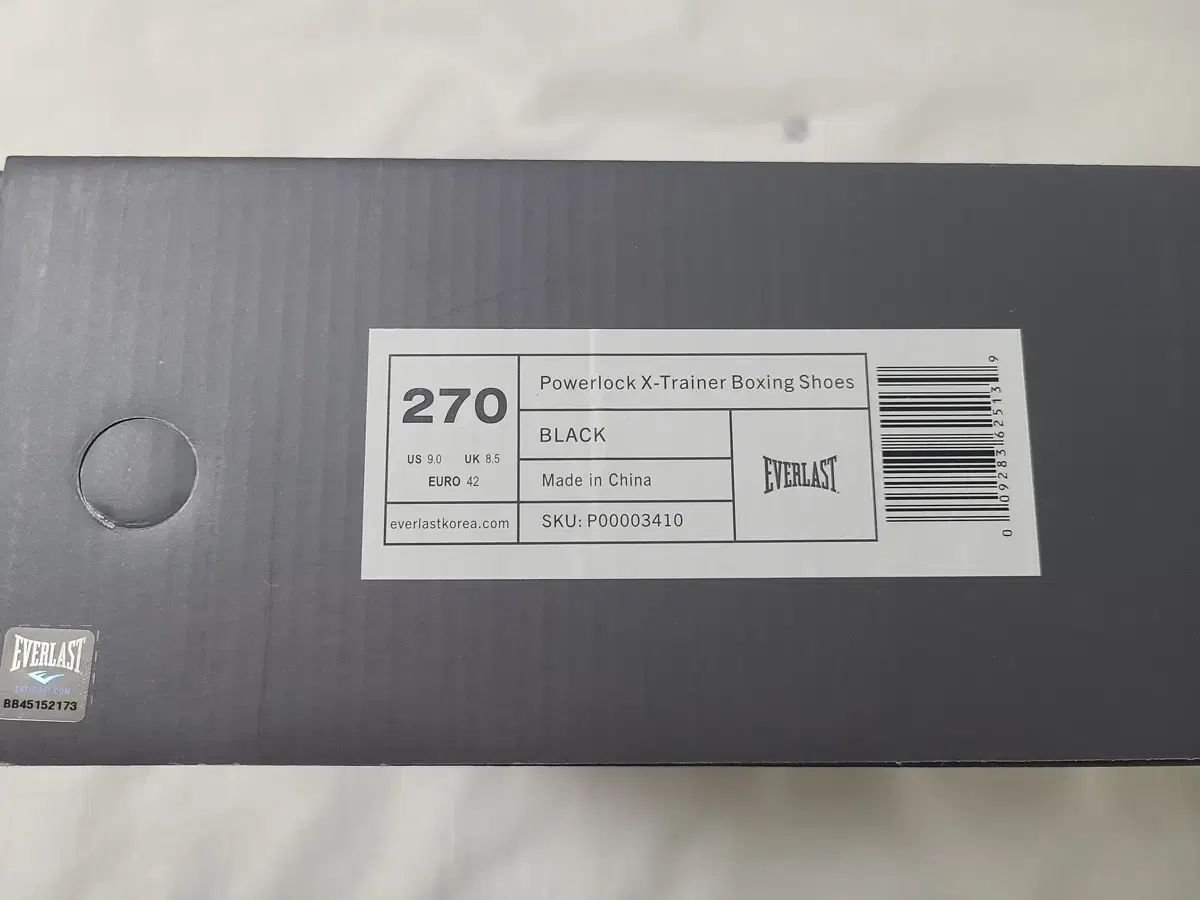 270
US 9.0 UK 8.5
EURO 42
everlastkorea.com
Powerlock X-Trainer Boxing Shoes
BLACK
Made in China
SKU: P00003410
EVERLAST
0 09283 62513 9
EVERLAST
EVERLAST.COM
BB45152173